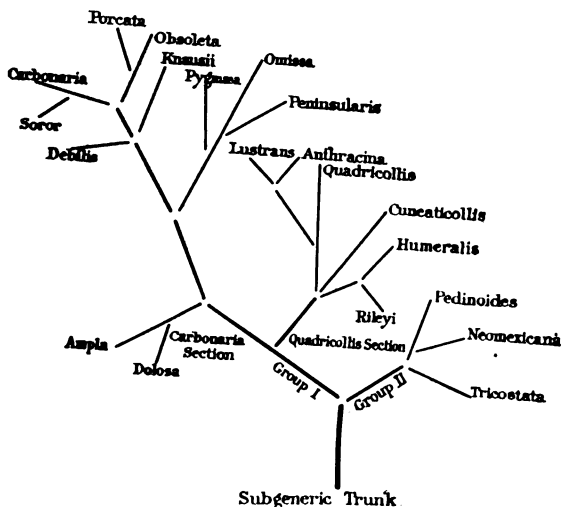 Porcata
Obsoleta
Knausii
Omissa
Carbonaria
Pygmaea
Peninsularis
Soror
Debilis
Lustrans
Anthracina
Quadricollis
Cuneaticollis
Humeralis
Pedinoides
Rileyi
Ampla
Carbonaria
Section
Quadricollis Section
Neomexicana
Dolosa
Group I
Group II
Tricostata
Subgeneric Trunk.